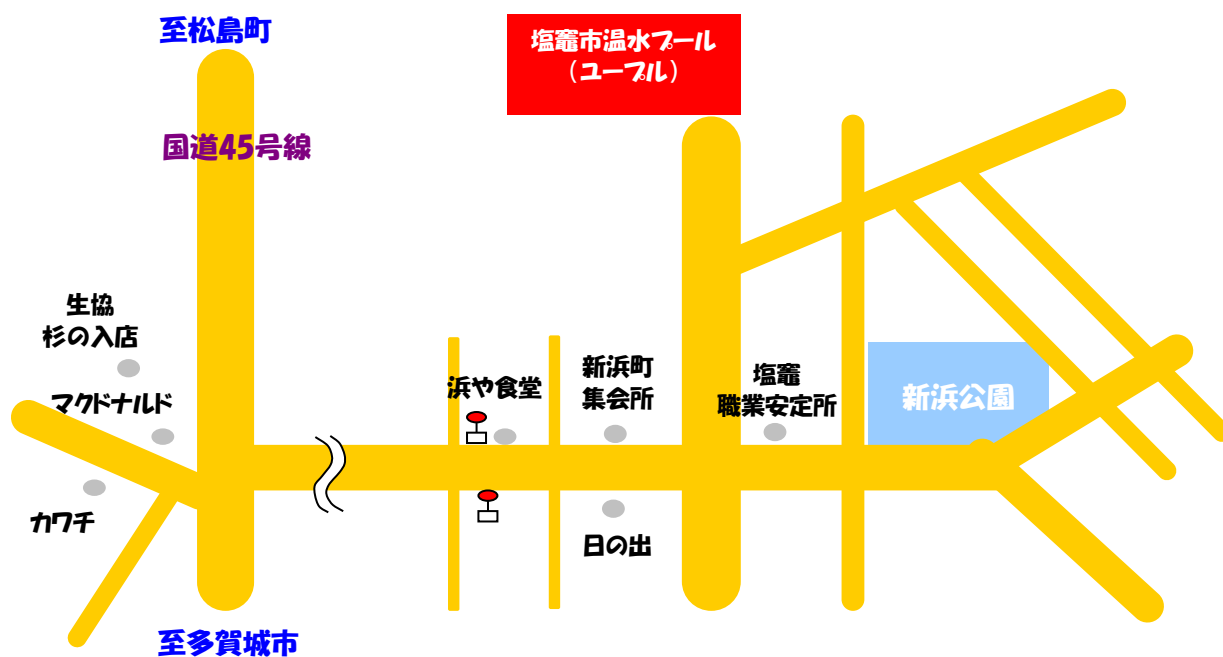 至松島町
塩竈市温水プール
（ユープル）
国道45号線
生協
杉の入店
マクドナルド
カワチ
浜や食堂
新浜町
集会所
塩竈
職業安定所
新浜公園
日の出
至多賀城市